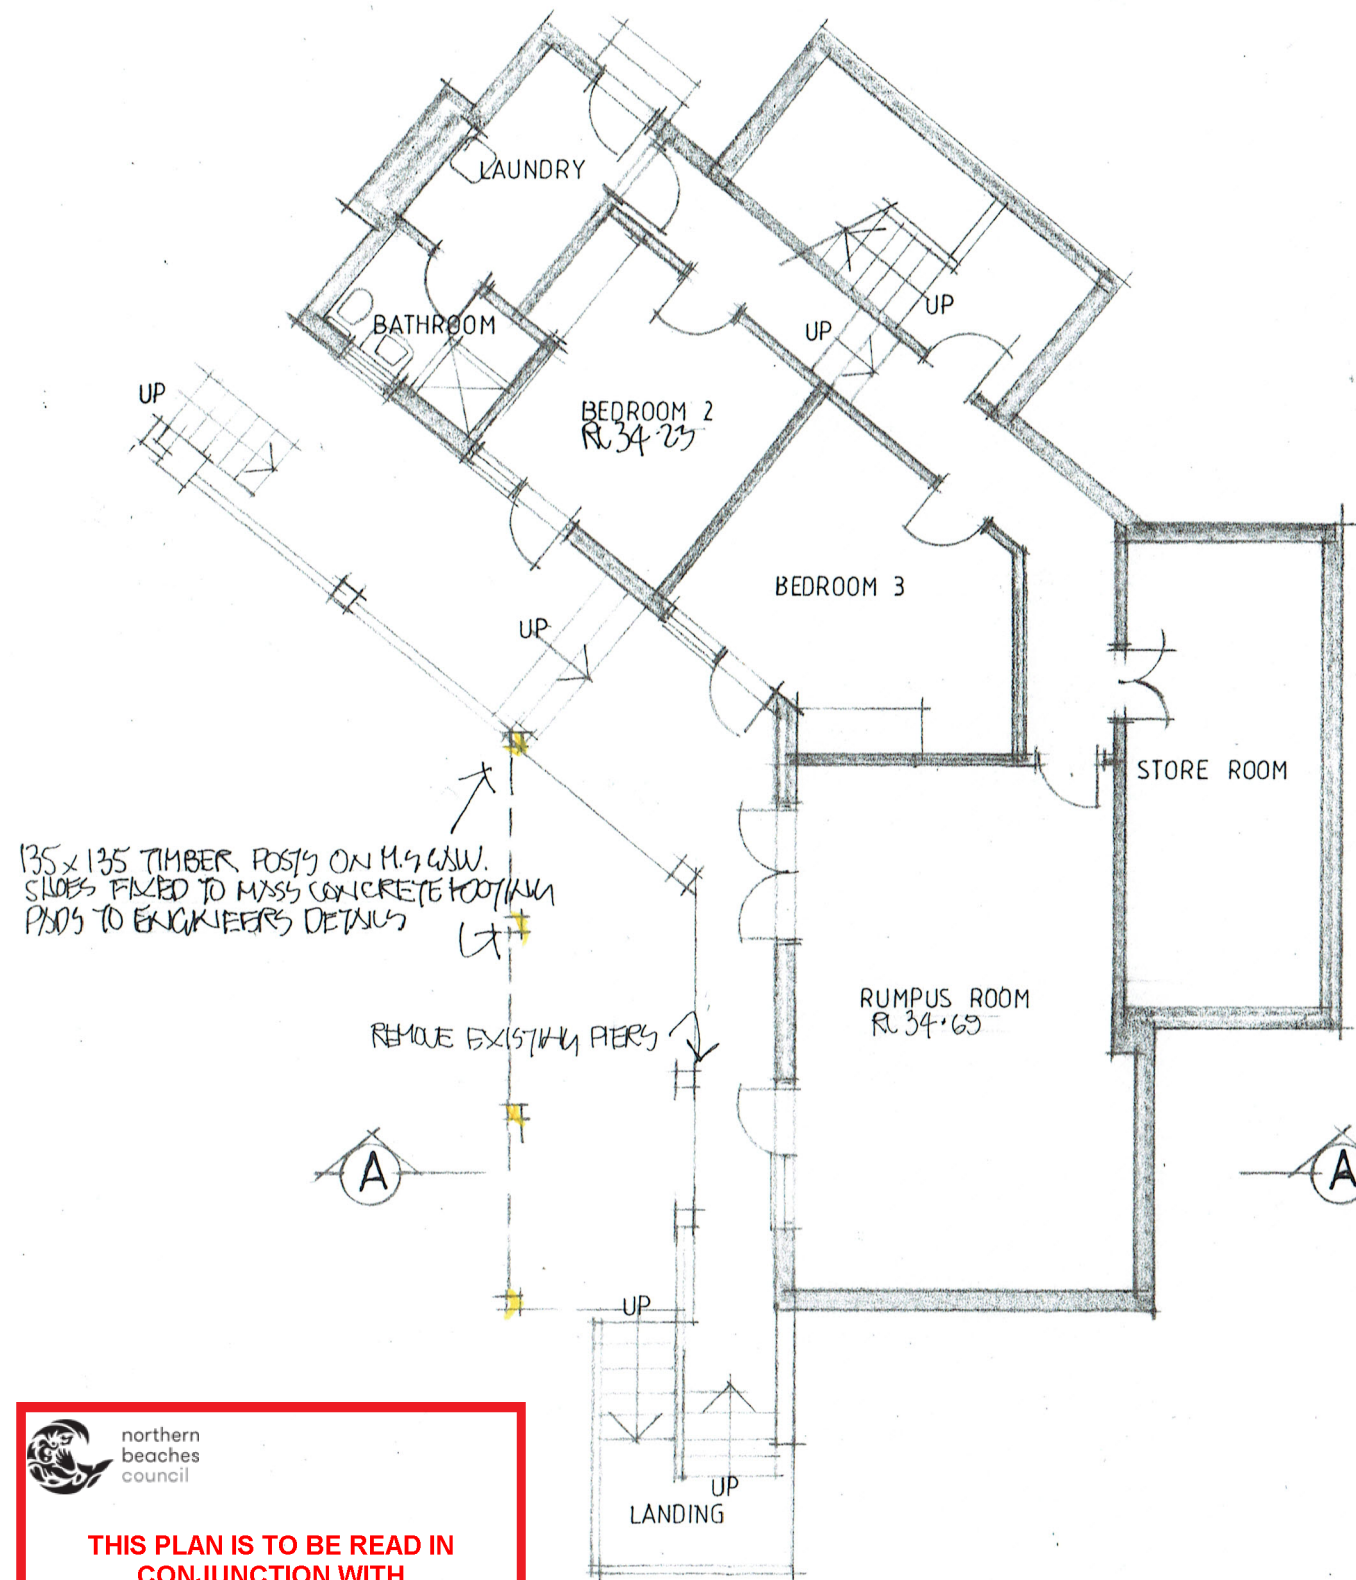 LAUNDRY
UP
BATHROOM
UP
UP
BEDROOM 2
RL 34.23
BEDROOM 3
UP
STORE ROOM
135 x 135 TIMBER POSTS ON M.S GALV.
SHOES FIXED TO MASS CONCRETE FOOTING
PADS TO ENGINEERS DETAILS
RUMPUS ROOM
RL 34.69
REMOVE EXISTING PIERS
A
A
UP
UP
LANDING
northern
beaches
council
THIS PLAN IS TO BE READ IN
CONJUNCTION WITH